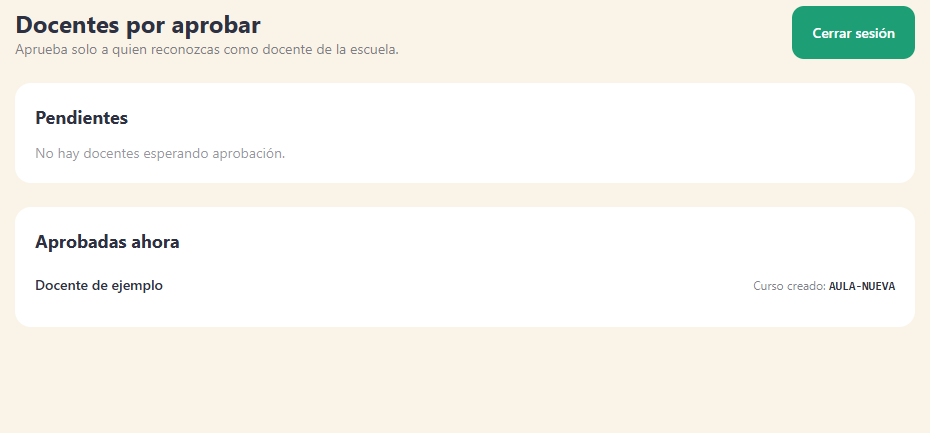 Docentes por aprobar
Aprueba solo a quien reconozcas como docente de la escuela.
Cerrar sesión
Pendientes
No hay docentes esperando aprobación.
Aprobadas ahora
Docente de ejemplo
Curso creado: AULA-NUEVA